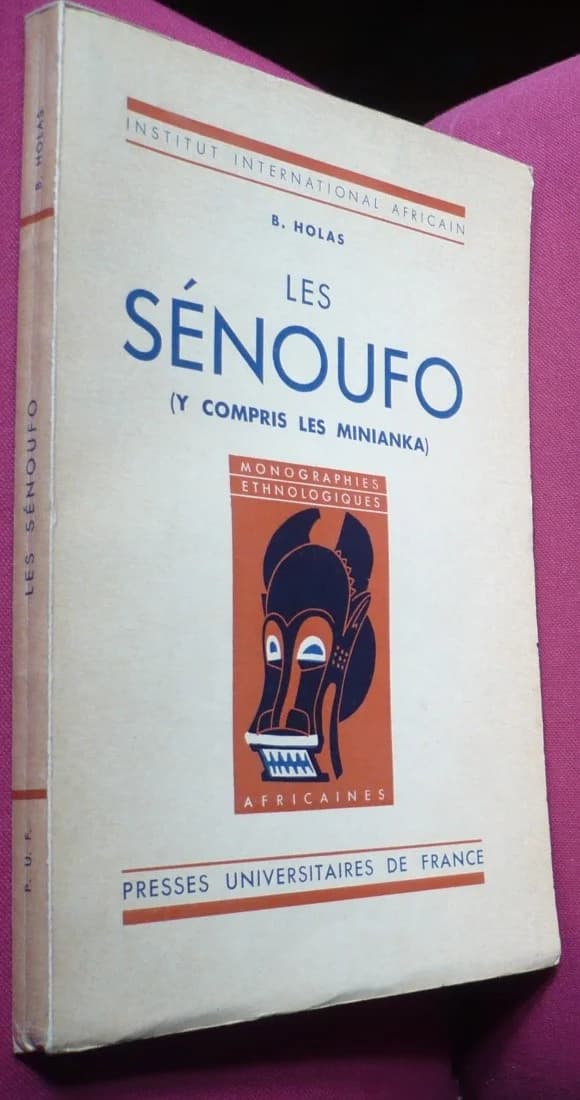 INSTITUT INTERNATIONAL AFRICAIN
B. HOLAS
LES
SÉNOUFO
(Y COMPRIS LES MINIANKA)
MONOGRAPHIES
ETHNOLOGIQUES
AFRICAINES
PRESSES UNIVERSITAIRES DE FRANCE
B. HOLAS
LES SÉNOUFO
P. U. F.